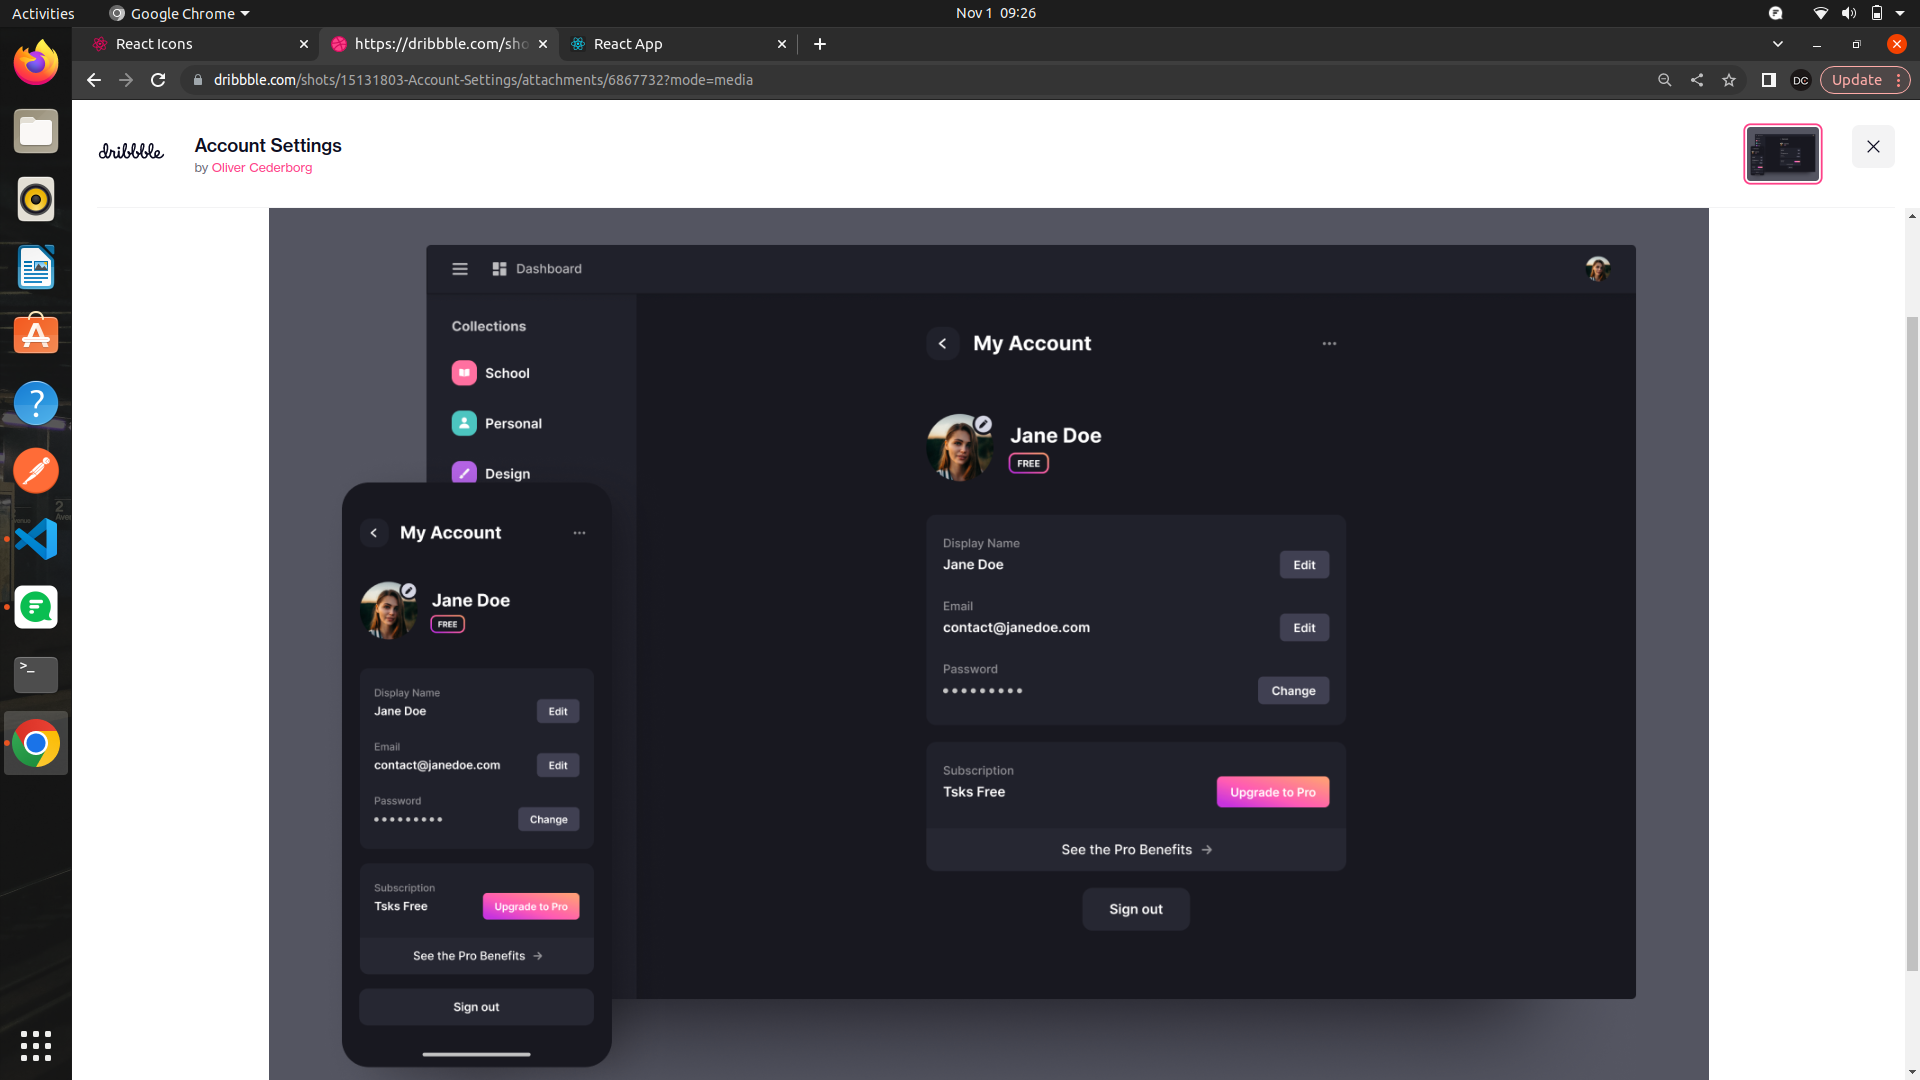 Activities
Google Chrome
Nov 1 09:26
React Icons
https://dribbble.com/sho
React App
dribbble.com/shots/15131803-Account-Settings/attachments/6867732?mode=media
DC
Update
dribbble
Account Settings
by Oliver Cederborg
Dashboard
Collections
School
Personal
Design
My Account
Jane Doe
FREE
Display Name
Jane Doe
Edit
Email
contact@janedoe.com
Edit
Password
Change
Subscription
Tsks Free
Upgrade to Pro
See the Pro Benefits
Sign out
My Account
Jane Doe
FREE
Display Name
Jane Doe
Edit
Email
contact@janedoe.com
Edit
Password
Change
Subscription
Tsks Free
Upgrade to Pro
See the Pro Benefits
Sign out